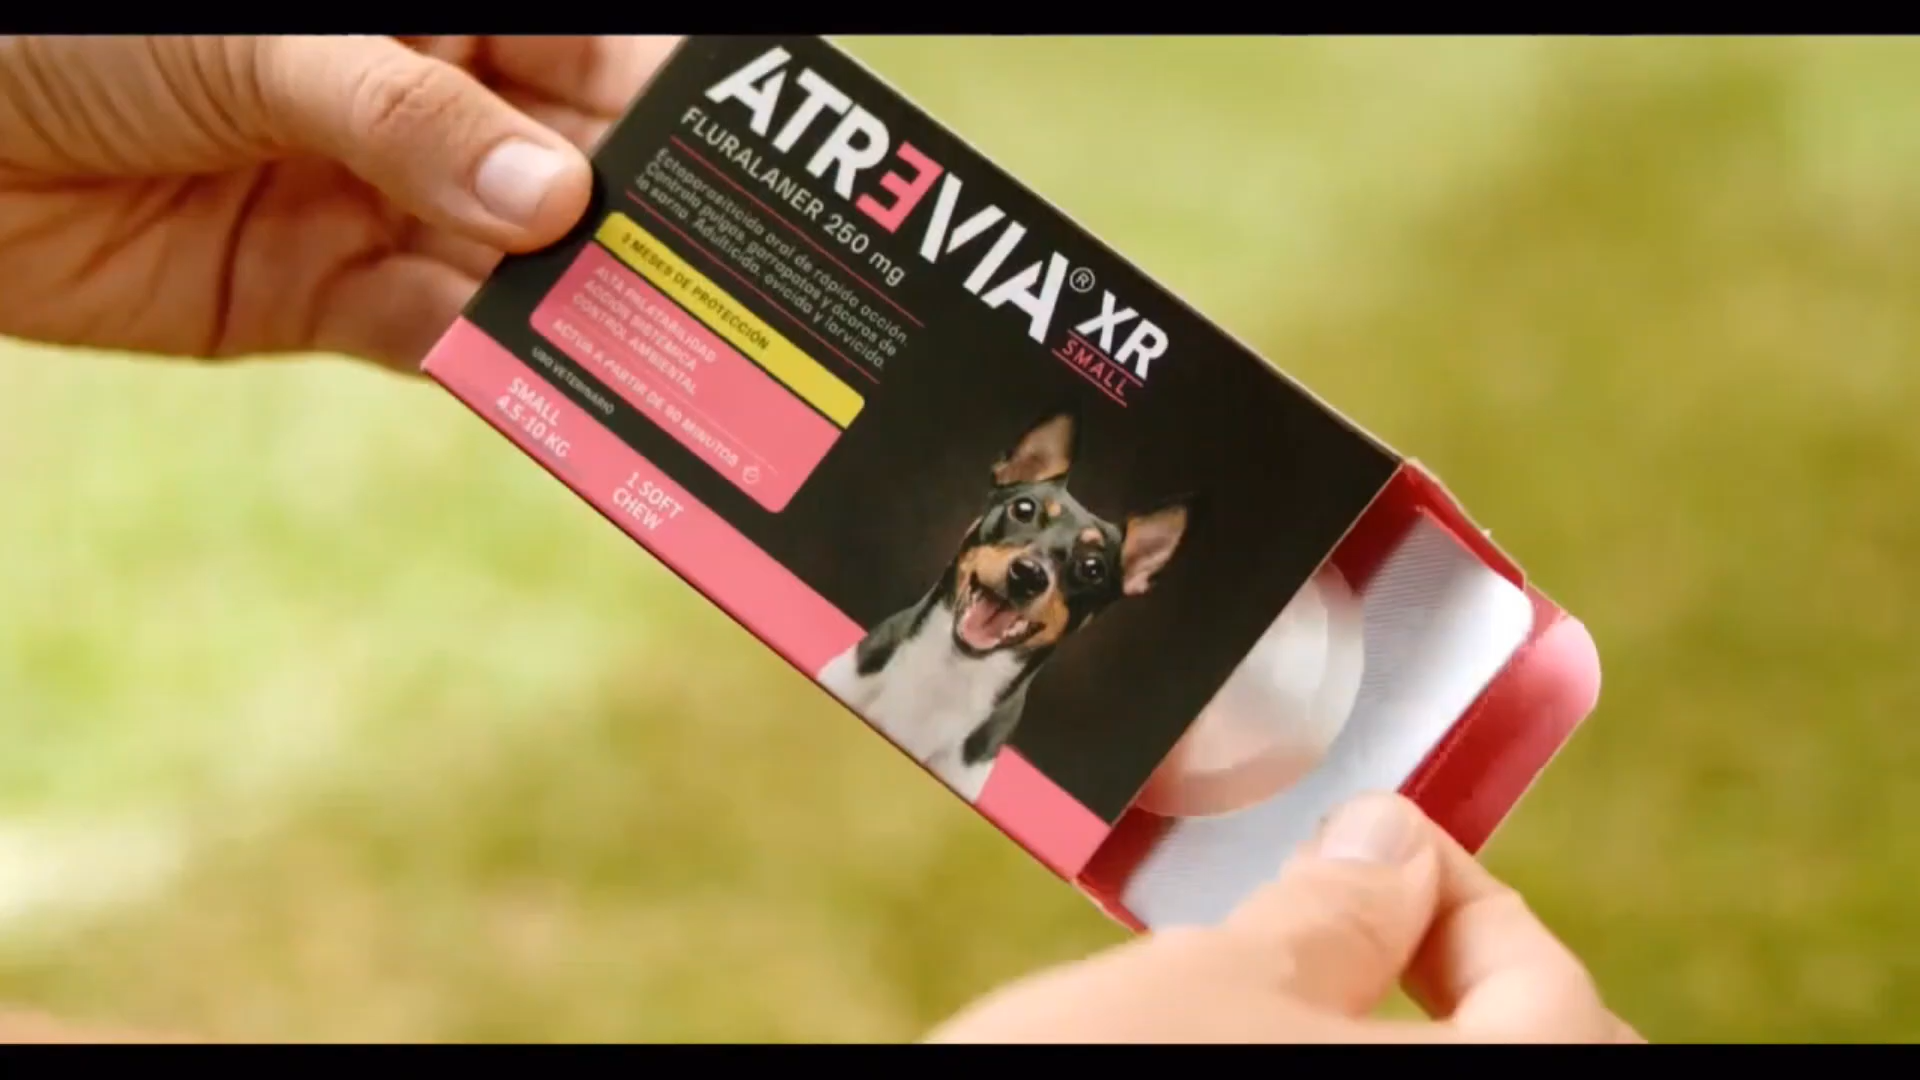 ATREVIA® XR
SMALL
FLURALANER 250 mg
Ectoparasiticida oral de rápida acción.
Controla pulgas, garrapatas y ácaros de
la sarna. Adulticida, ovicida y larvicida.
3 MESES DE PROTECCIÓN
ALTA PALATABILIDAD
ACCIÓN SISTÉMICA
CONTROL AMBIENTAL
ACTÚA A PARTIR DE 90 MINUTOS
USO VETERINARIO
SMALL
4.5-10 KG
1 SOFT
CHEW